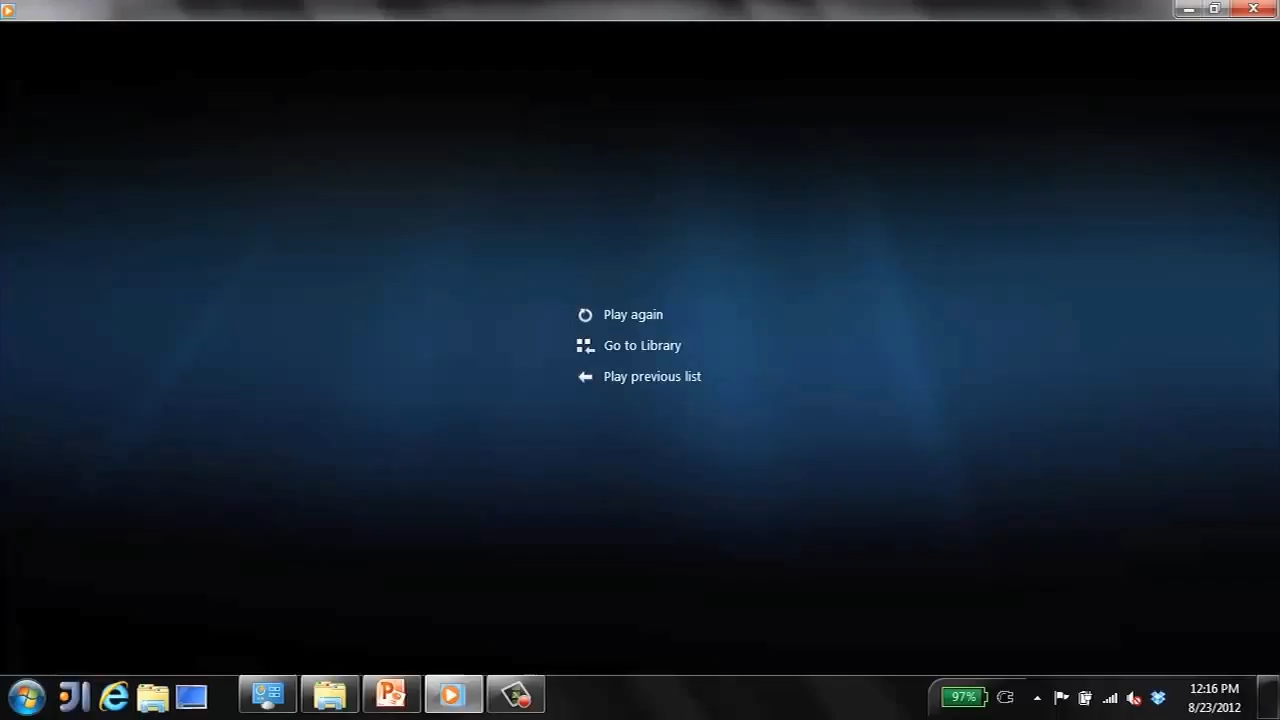 Play again
Go to Library
Play previous list
97%
12:16 PM
8/23/2012